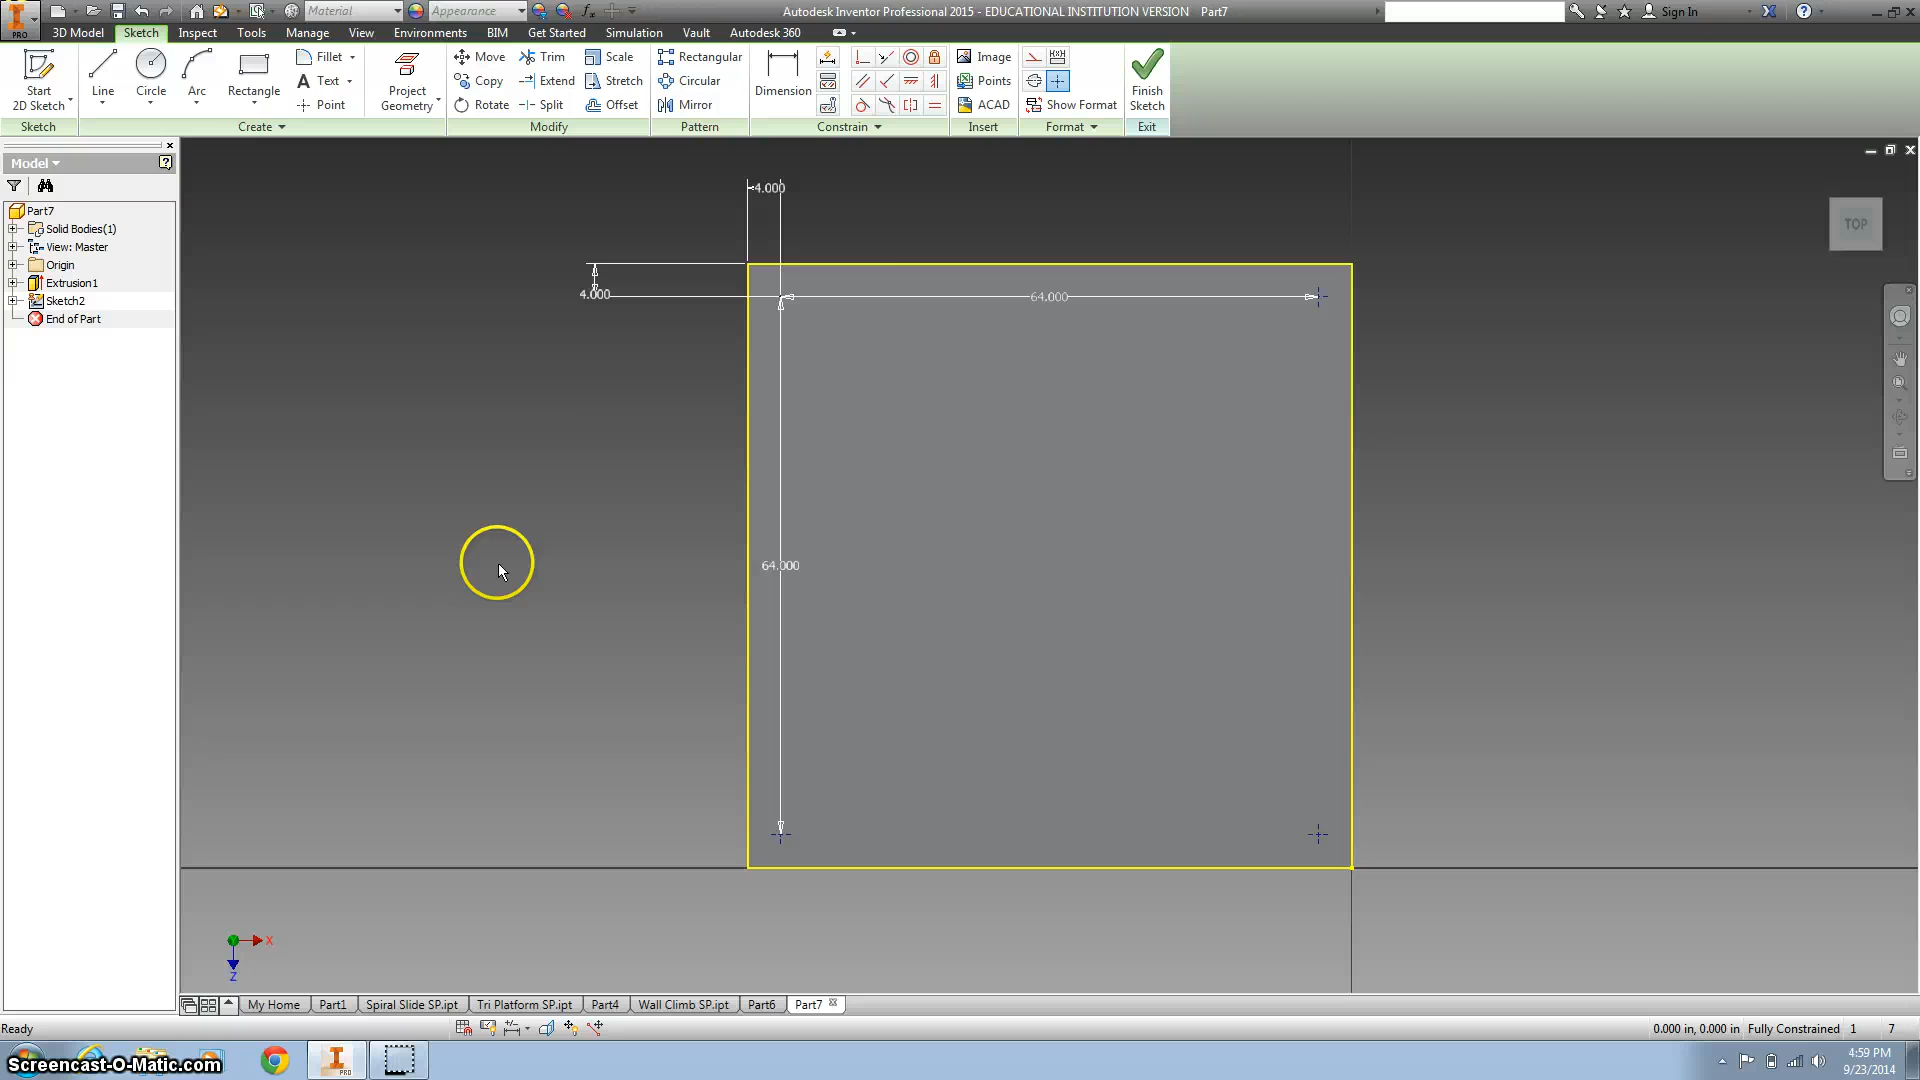 Material
Appearance
Autodesk Inventor Professional 2015 - EDUCATIONAL INSTITUTION VERSION Part7
Sign In
PRO
3D Model Sketch Inspect Tools Manage View Environments BIM Get Started Simulation Vault Autodesk 360
Start
2D Sketch
Line
Circle
Arc
Rectangle
Fillet
Text
Point
Project
Geometry
Move
Copy
Rotate
Trim
Extend
Split
Scale
Stretch
Offset
Rectangular
Circular
Mirror
Dimension
Image
Points
ACAD
Show Format
Finish
Sketch
Sketch Create Modify Pattern Constrain Insert Format Exit
Model
Part7
Solid Bodies(1)
View: Master
Origin
Extrusion1
Sketch2
End of Part
4.000
4.000
64.000
64.000
TOP
X
Z
My Home Part1 Spiral Slide SP.ipt Tri Platform SP.ipt Part4 Wall Climb SP.ipt Part6 Part7
Ready
0.000 in, 0.000 in Fully Constrained 1 7
Screencast-O-Matic.com
PRO
4:59 PM
9/23/2014